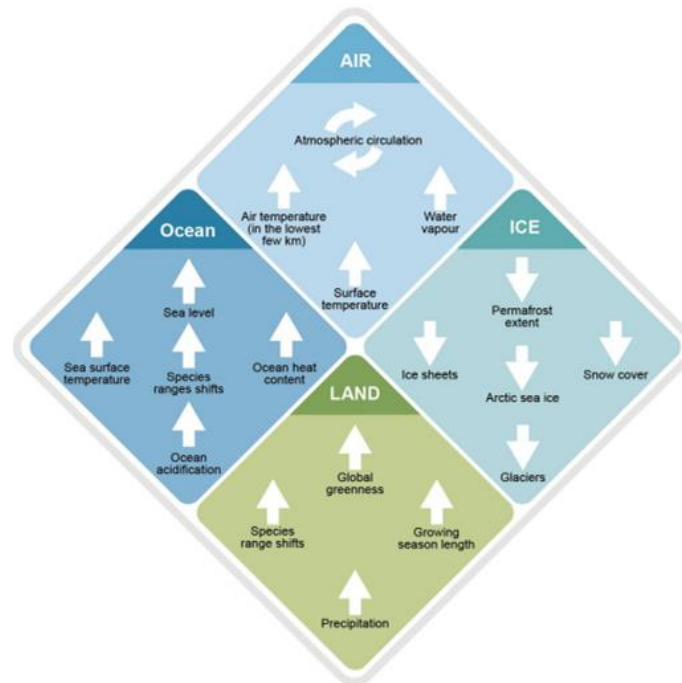 AIR
Atmospheric circulation
Air temperature
(in the lowest
few km)
Water
vapour
Surface
temperature
Ocean
Sea level
Sea surface
temperature
Species
ranges shifts
Ocean heat
content
Ocean
acidification
ICE
Permafrost
extent
Ice sheets
Arctic sea ice
Snow cover
Glaciers
LAND
Global
greenness
Species
range shifts
Growing
season length
Precipitation